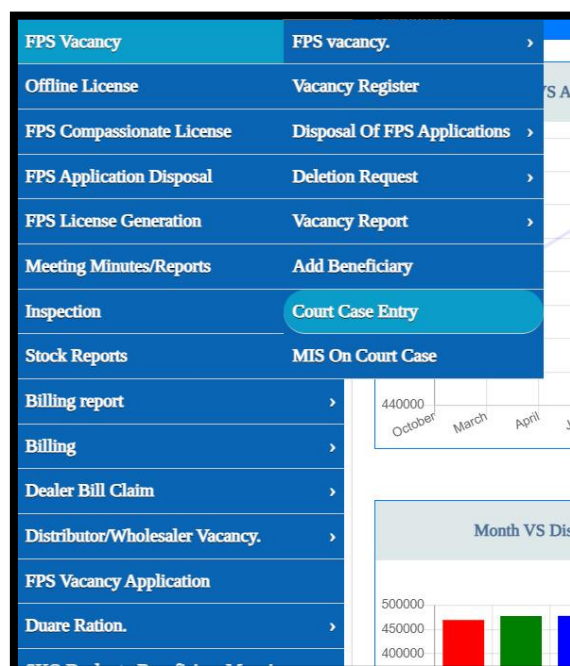 FPS Vacancy
Offline License
FPS Compassionate License
FPS Application Disposal
FPS License Generation
Meeting Minutes/Reports
Inspection
Stock Reports
Billing report ›
Billing ›
Dealer Bill Claim ›
Distributor/Wholesaler Vacancy. ›
FPS Vacancy Application
Duare Ration. ›
FPS vacancy. ›
Vacancy Register
Disposal Of FPS Applications ›
Deletion Request ›
Vacancy Report ›
Add Beneficiary
Court Case Entry
MIS On Court Case
440000
October
March
April
Month VS Dis
500000
450000
400000